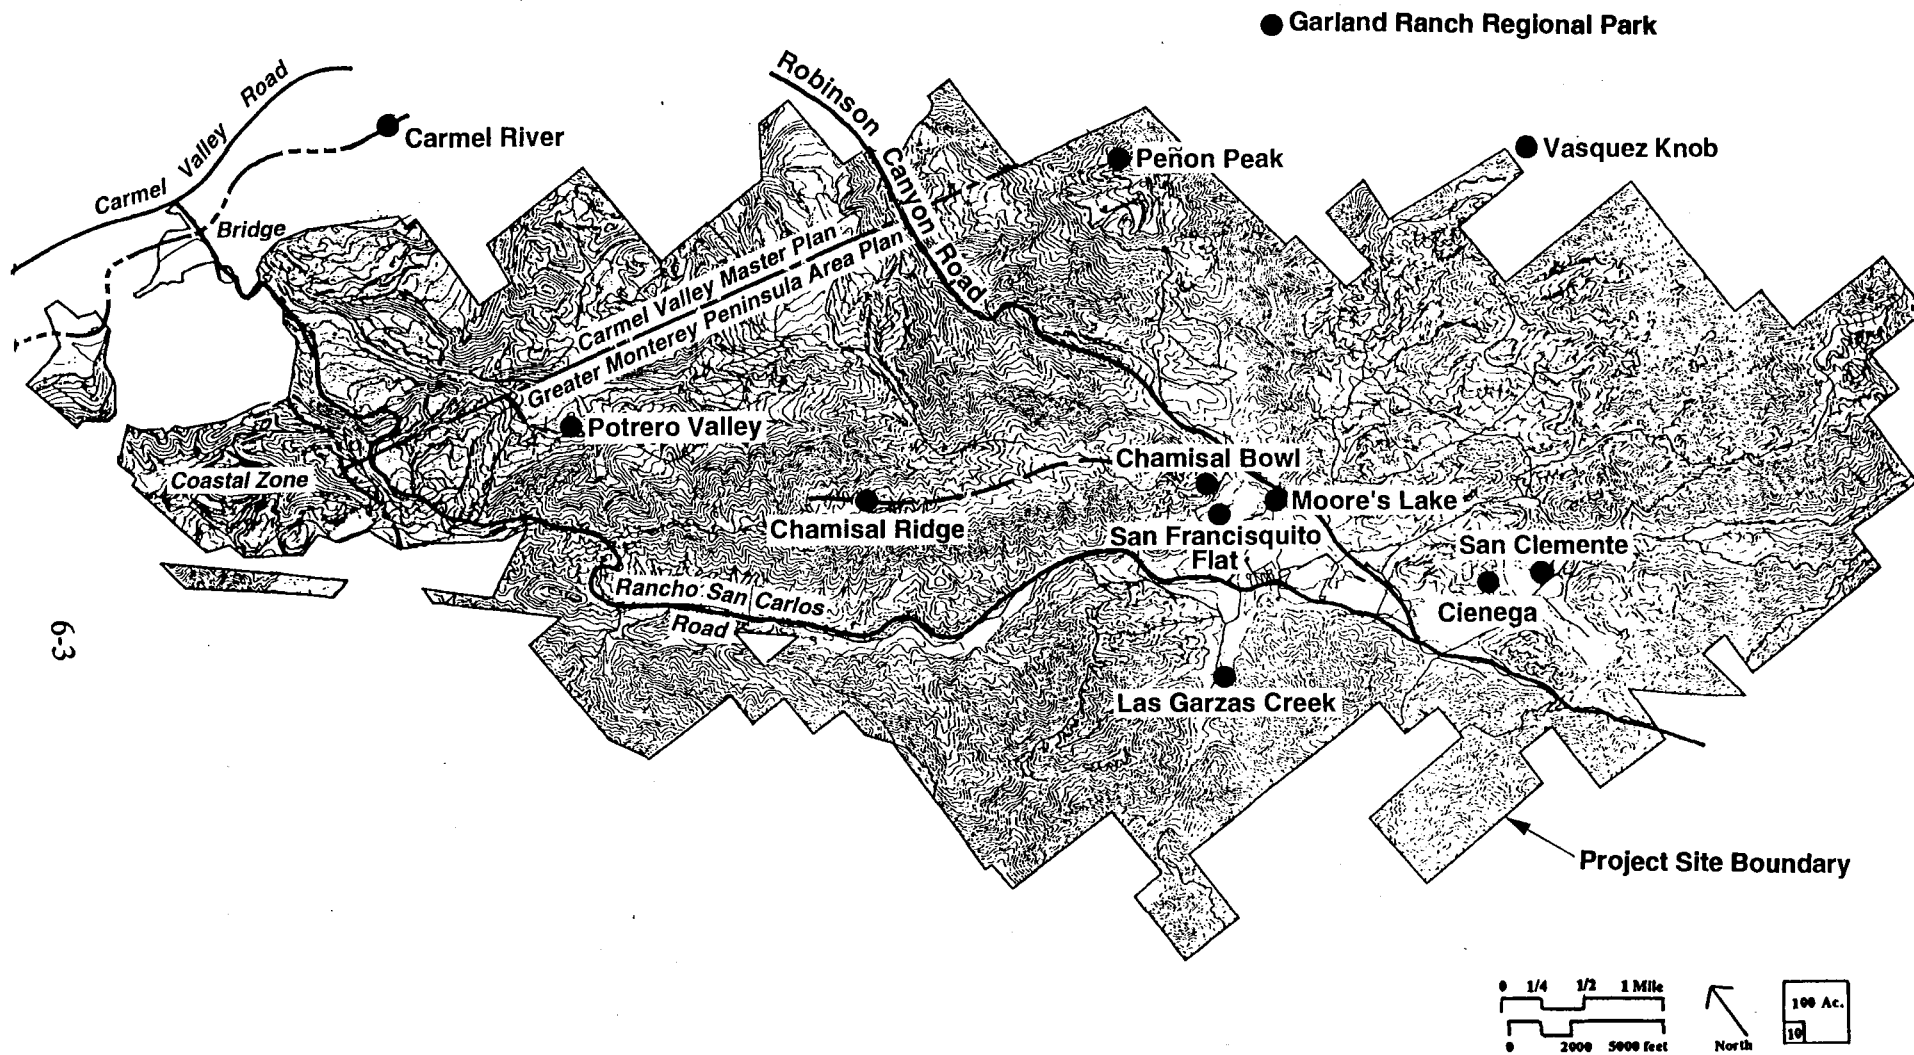 Garland Ranch Regional Park
Robinson
Canyon Road
Carmel Valley Road
Carmel River
Peñon Peak
Vasquez Knob
Bridge
Carmel Valley Master Plan
Greater Monterey Peninsula Area Plan
Potrero Valley
Chamisal Bowl
Coastal Zone
Moore's Lake
Chamisal Ridge
San Francisquito
Flat
San Clemente
Rancho San Carlos
Road
Cienega
6-3
Las Garzas Creek
Project Site Boundary
0 1/4 1/2 1 Mile
0 2000 5000 feet
North
100 Ac.
10